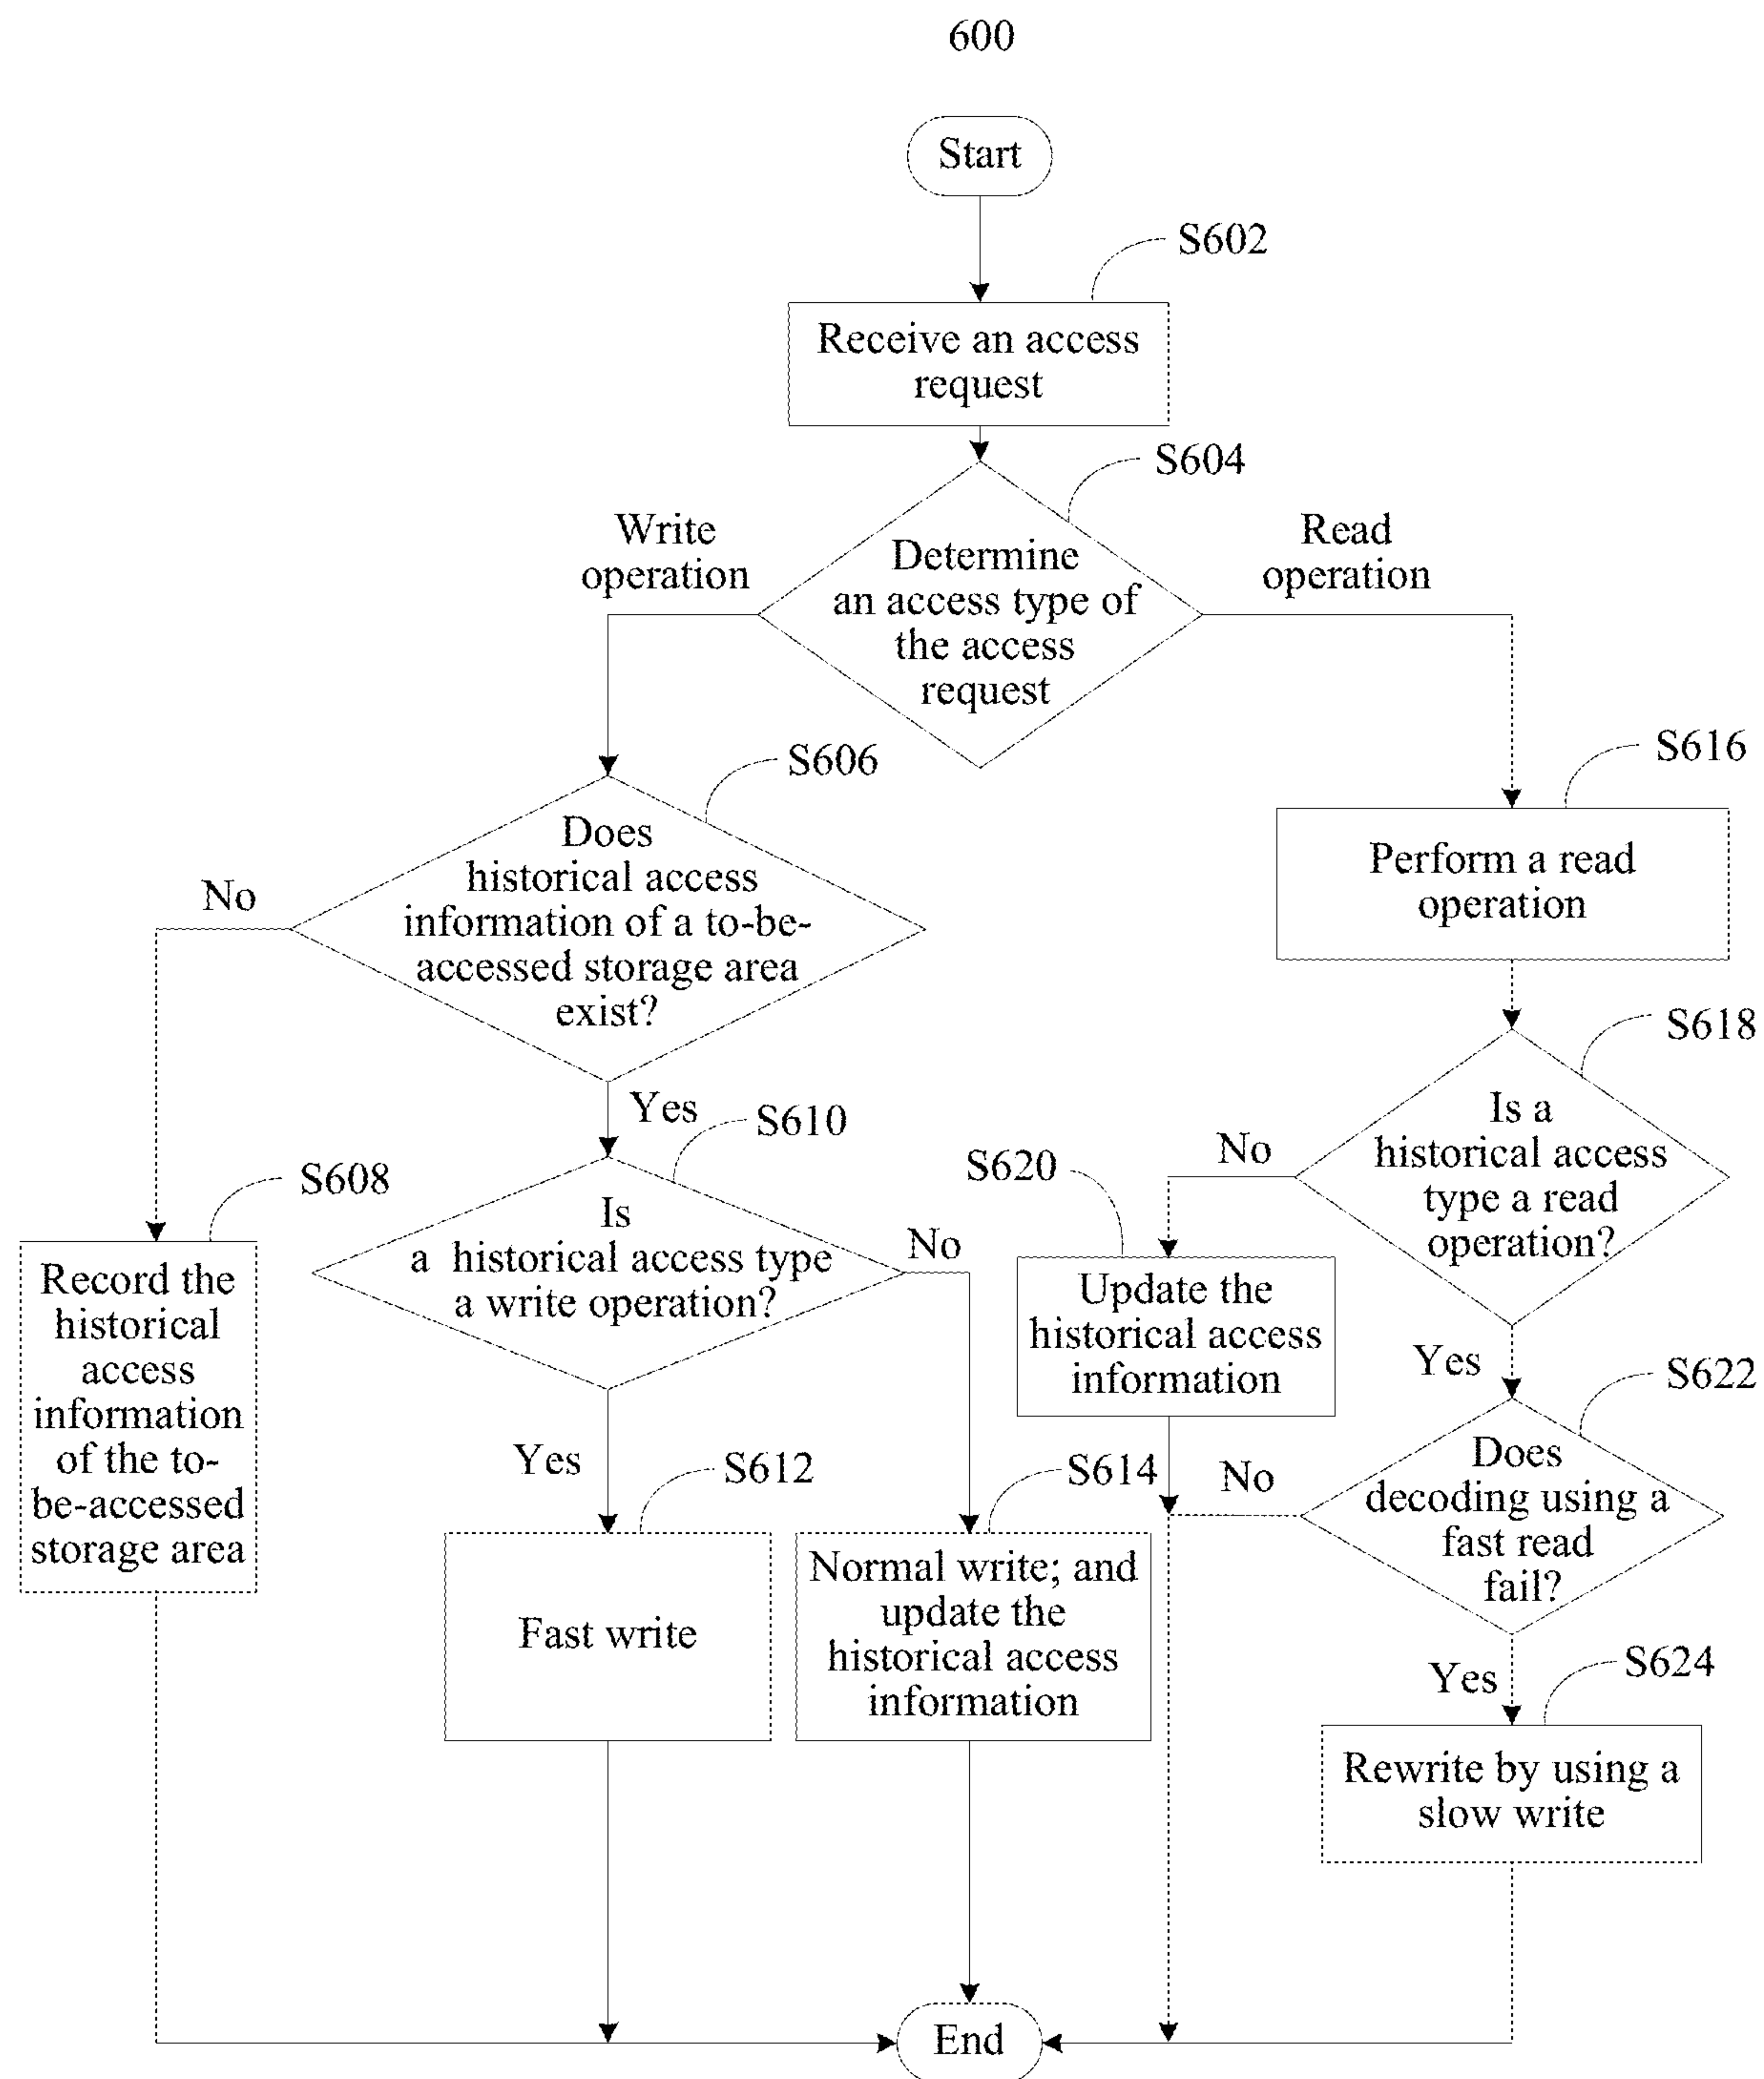 600
Start
S602
Receive an access
request
S604
Write
operation
Read
operation
Determine
an access type of
the access
request
S606
S616
Does
historical access
information of a to-be-
accessed storage area
exist?
No
Perform a read
operation
S618
Yes
S610
Is a
historical access
type a read
operation?
No
S620
S608
Is
a historical access type
a write operation?
No
Record the
historical
access
information
of the to-
be-accessed
storage area
Update the
historical access
information
Yes
S622
Yes
S612
S614
No
Does
decoding using a
fast read
fail?
Fast write
Normal write; and
update the
historical access
information
Yes
S624
Rewrite by using a
slow write
End